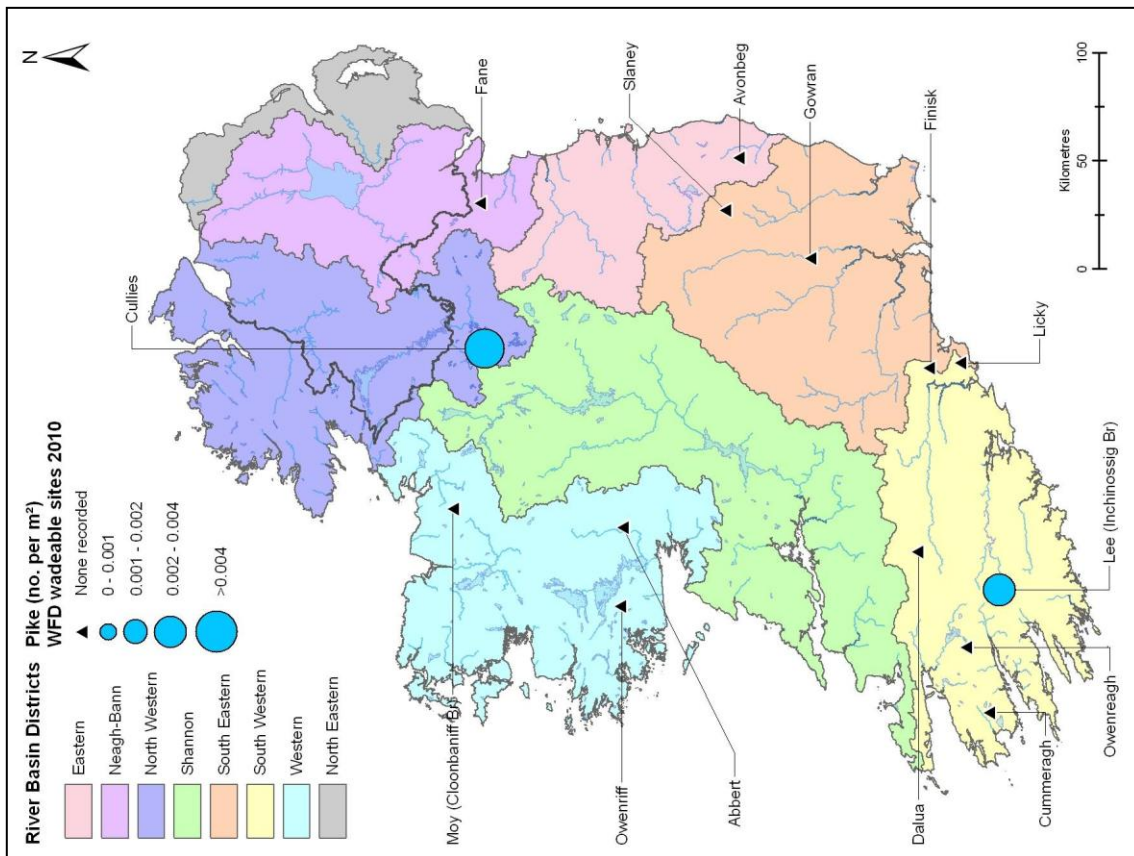 River Basin Districts
Eastern
Neagh-Bann
North Western
Shannon
South Eastern
South Western
Western
North Eastern
Pike (no. per m²)
WFD wadeable sites 2010
None recorded
0 - 0.001
0.001 - 0.002
0.002 - 0.004
>0.004
N
Cullies
Fane
Slaney
Avonbeg
Gowran
Finisk
Licky
Moy (Cloonbaniff Br)
Owenriff
Abbert
Dalua
Cummeragh
Owenreagh
Lee (Inchinossig Br)
0
50
100
Kilometres